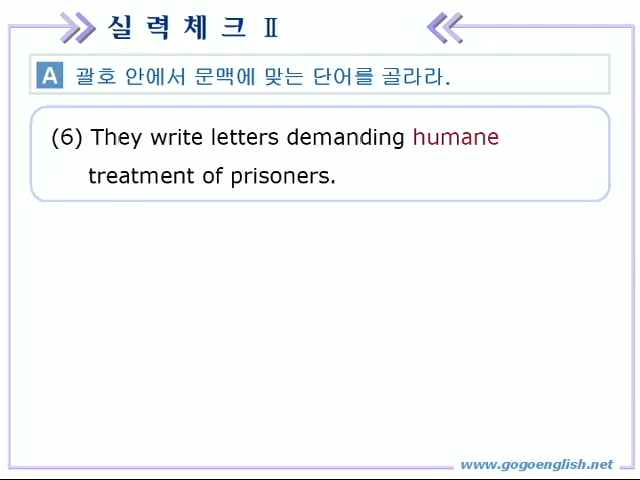 실 력 체 크 Ⅱ
A 괄호 안에서 문맥에 맞는 단어를 골라라.
(6) They write letters demanding humane
treatment of prisoners.
www.gogoenglish.net